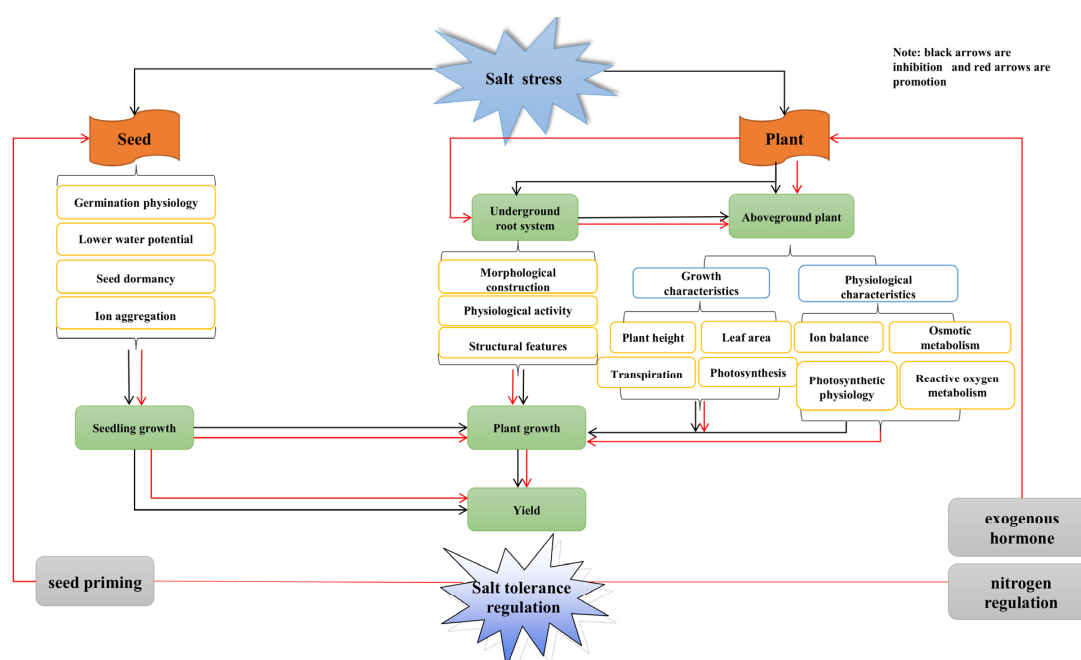 Salt stress
Note: black arrows are
inhibition and red arrows are
promotion
Seed
Plant
Germination physiology
Lower water potential
Seed dormancy
Ion aggregation
Underground
root system
Aboveground plant
Morphological
construction
Physiological activity
Structural features
Growth
characteristics
Physiological
characteristics
Plant height
Leaf area
Ion balance
Osmotic
metabolism
Transpiration
Photosynthesis
Photosynthetic
physiology
Reactive oxygen
metabolism
Seedling growth
Plant growth
Yield
exogenous
hormone
seed priming
Salt tolerance
regulation
nitrogen
regulation